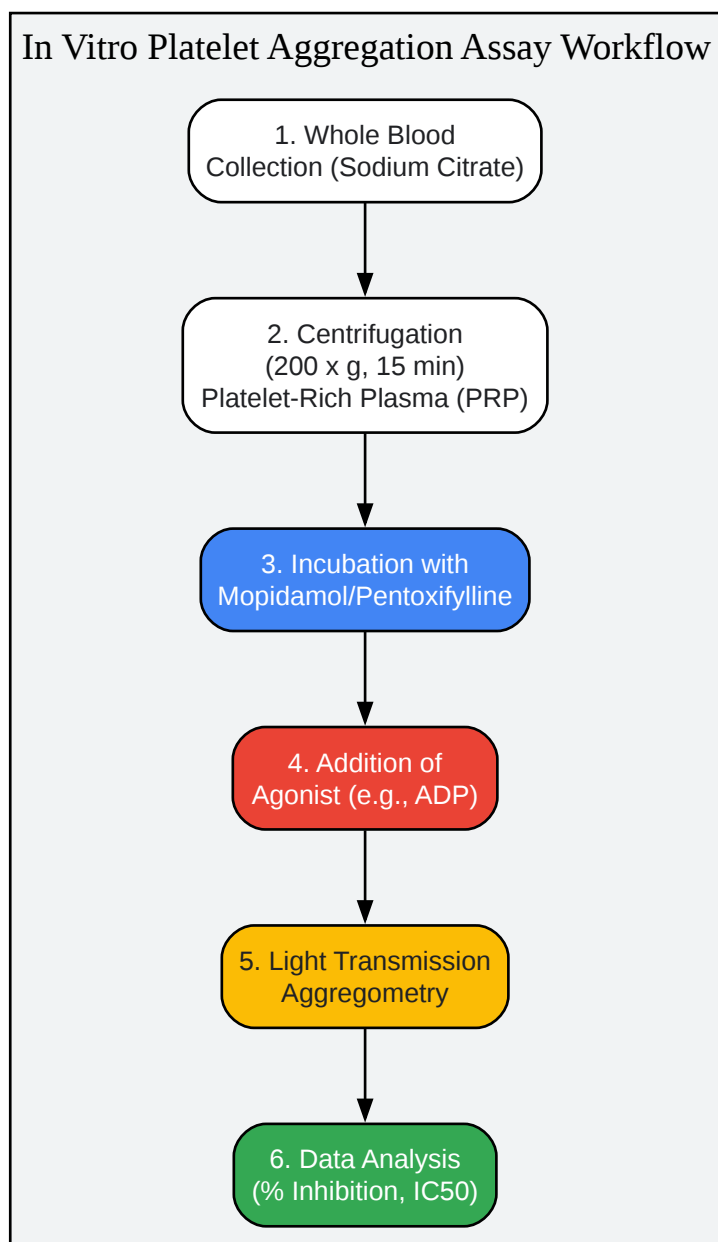 In Vitro Platelet Aggregation Assay Workflow
1. Whole Blood
Collection (Sodium Citrate)
2. Centrifugation
(200 x g, 15 min)
Platelet-Rich Plasma (PRP)
3. Incubation with
Mopidamol/Pentoxifylline
4. Addition of
Agonist (e.g., ADP)
5. Light Transmission
Aggregometry
6. Data Analysis
(% Inhibition, IC50)